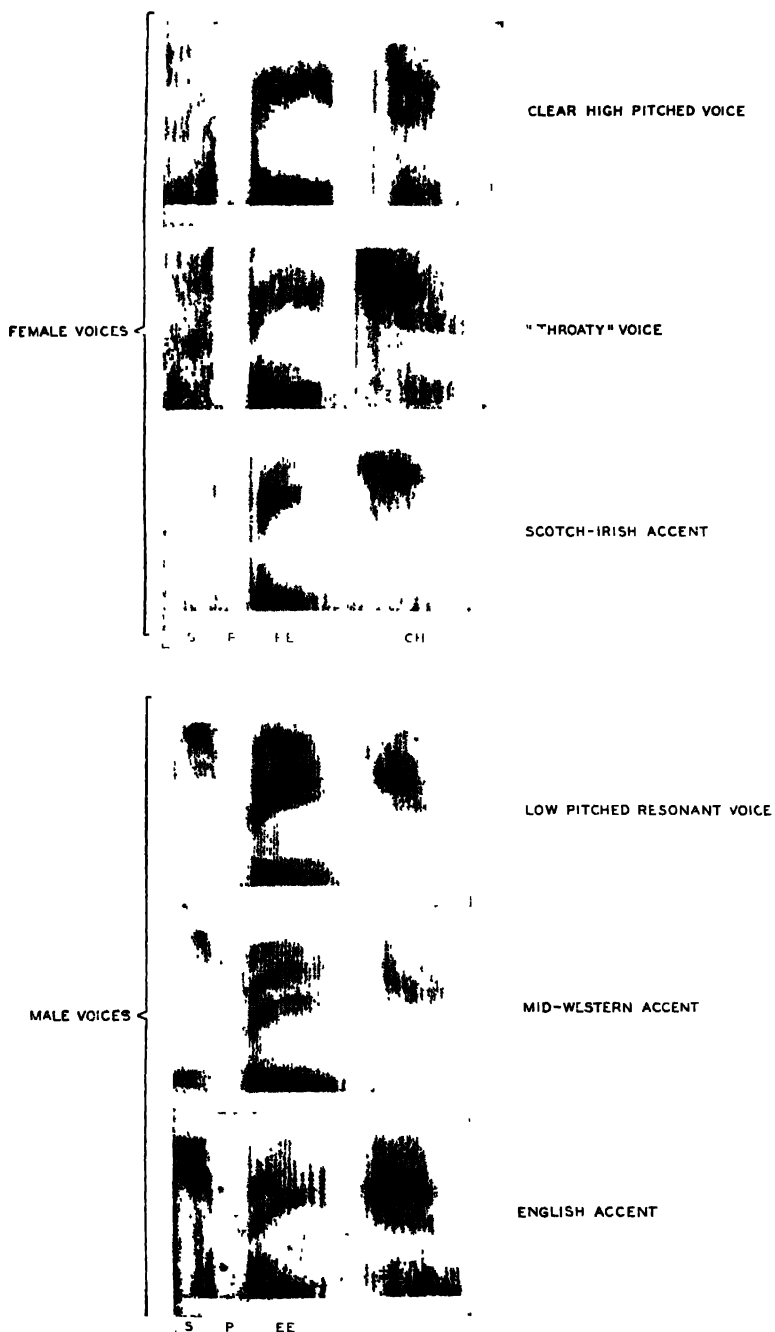 CLEAR HIGH PITCHED VOICE
FEMALE VOICES
"THROATY" VOICE
SCOTCH-IRISH ACCENT
S P EE CH
LOW PITCHED RESONANT VOICE
MID-WESTERN ACCENT
MALE VOICES
ENGLISH ACCENT
S P EE